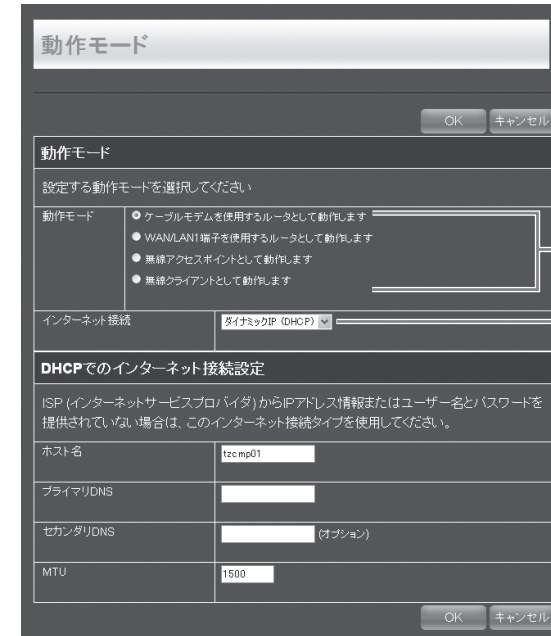 動作モード
OK キャンセル
動作モード
設定する動作モードを選択してください
動作モード
ケーブルモデムを使用するルータとして動作します
WAN/LAN1端子を使用するルータとして動作します
無線アクセスポイントとして動作します
無線クライアントとして動作します
インターネット接続 ダイナミックIP (DHCP)
DHCPでのインターネット接続設定
ISP (インターネットサービスプロバイダ) からIPアドレス情報またはユーザー名とパスワードを
提供されていない場合は、このインターネット接続タイプを使用してください。
ホスト名 tzcmp01
プライマリDNS
セカンダリDNS (オプション)
MTU 1500
OK キャンセル